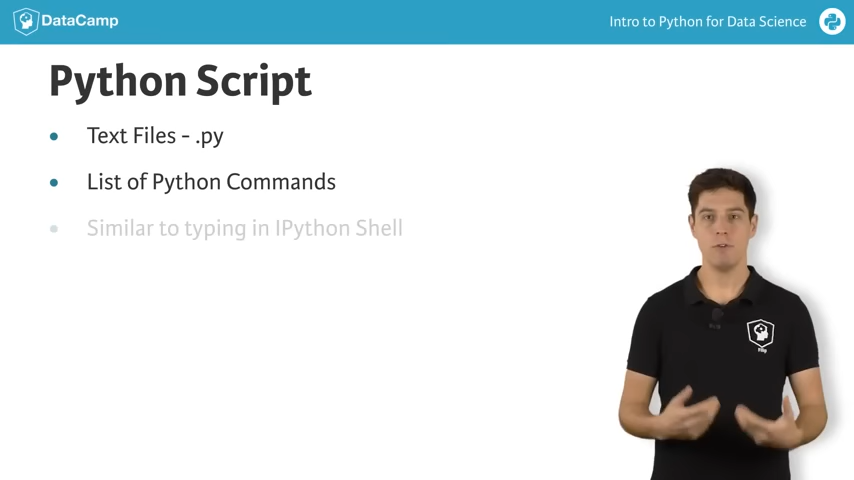 DataCamp
Intro to Python for Data Science
Python Script
• Text Files - .py
• List of Python Commands
• Similar to typing in IPython Shell